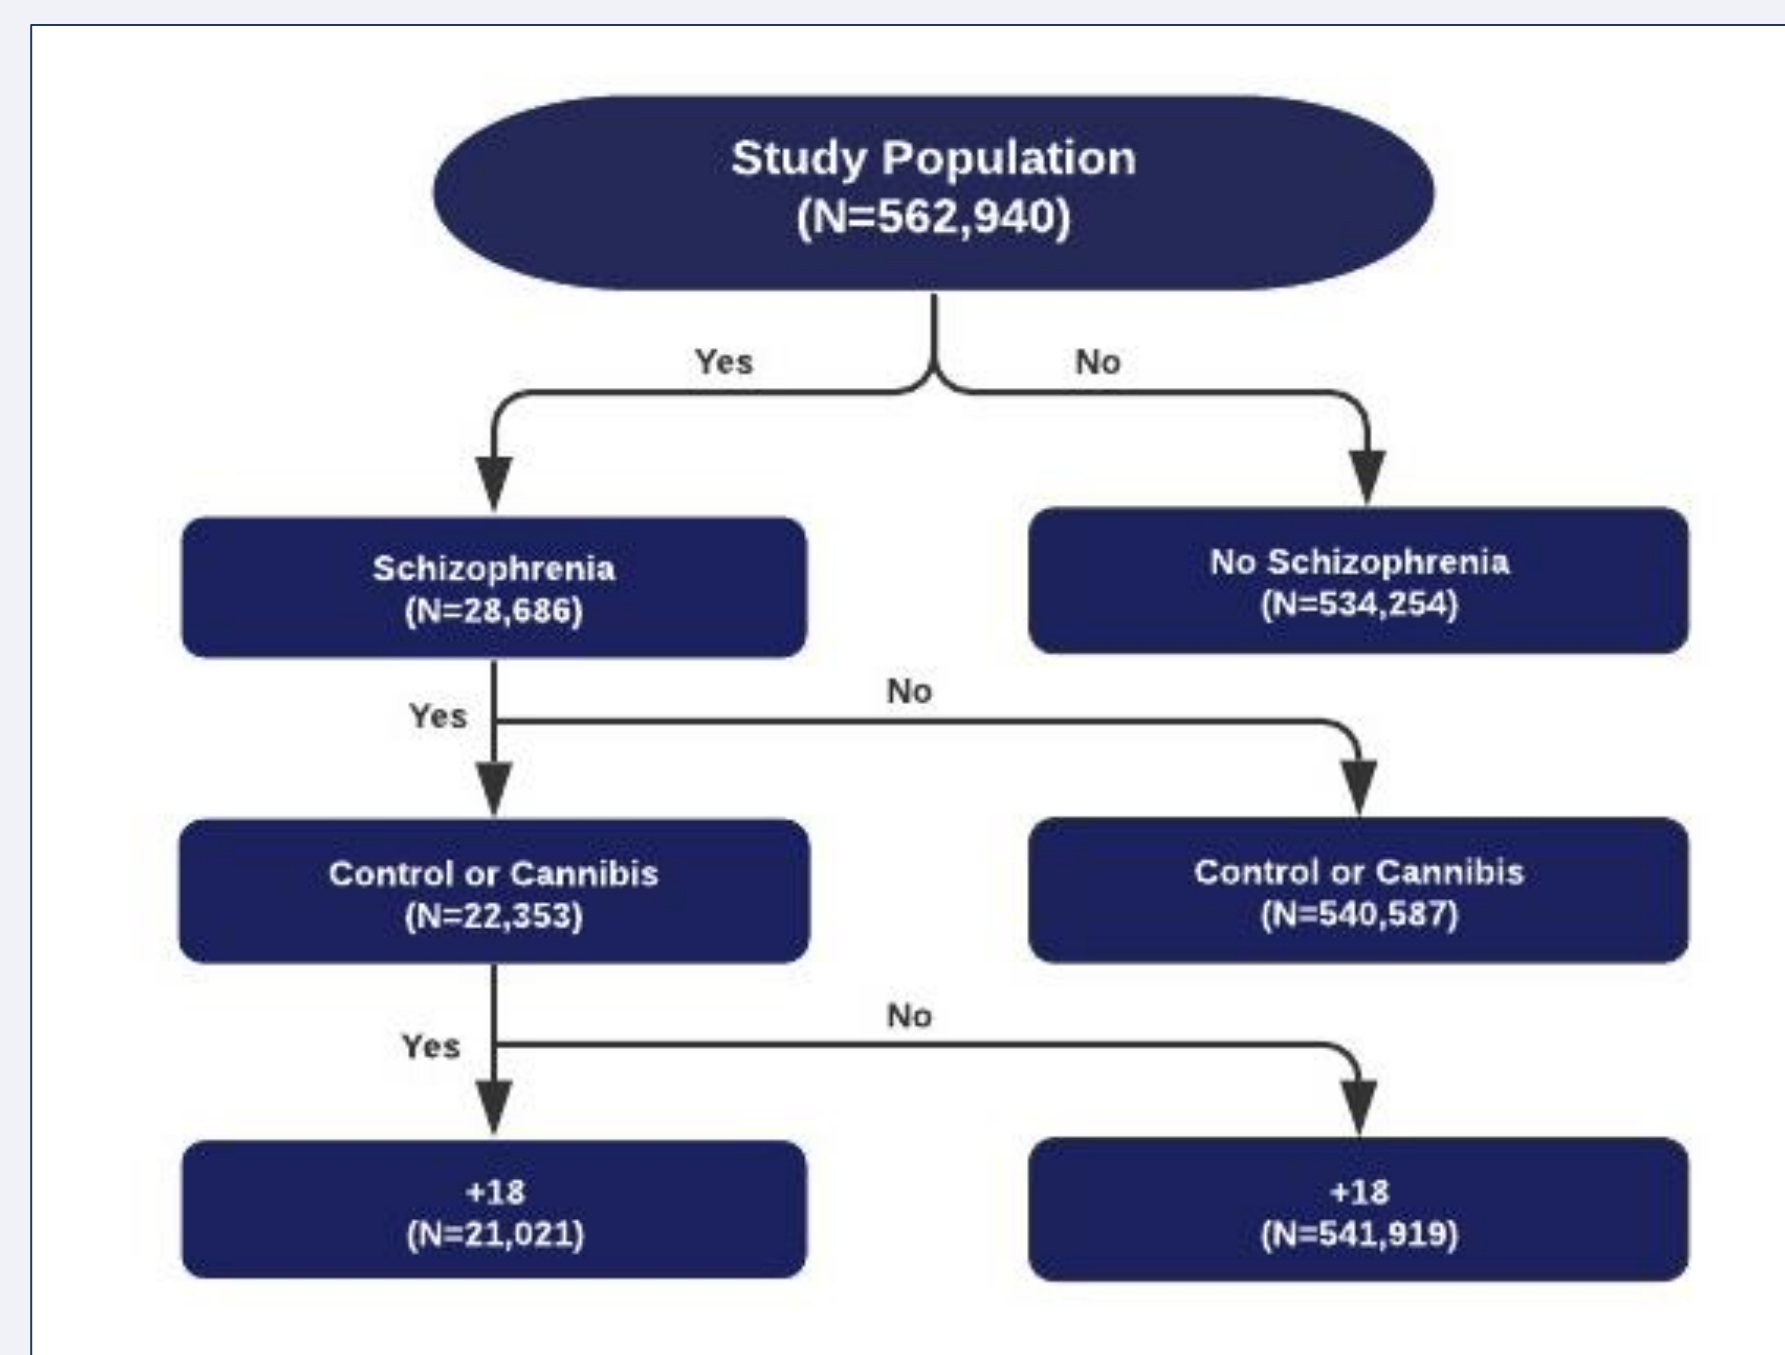 Study Population
(N=562,940)
Yes
No
Schizophrenia
(N=28,686)
No Schizophrenia
(N=534,254)
Yes
No
Control or Cannibis
(N=22,353)
Control or Cannibis
(N=540,587)
Yes
No
+18
(N=21,021)
+18
(N=541,919)